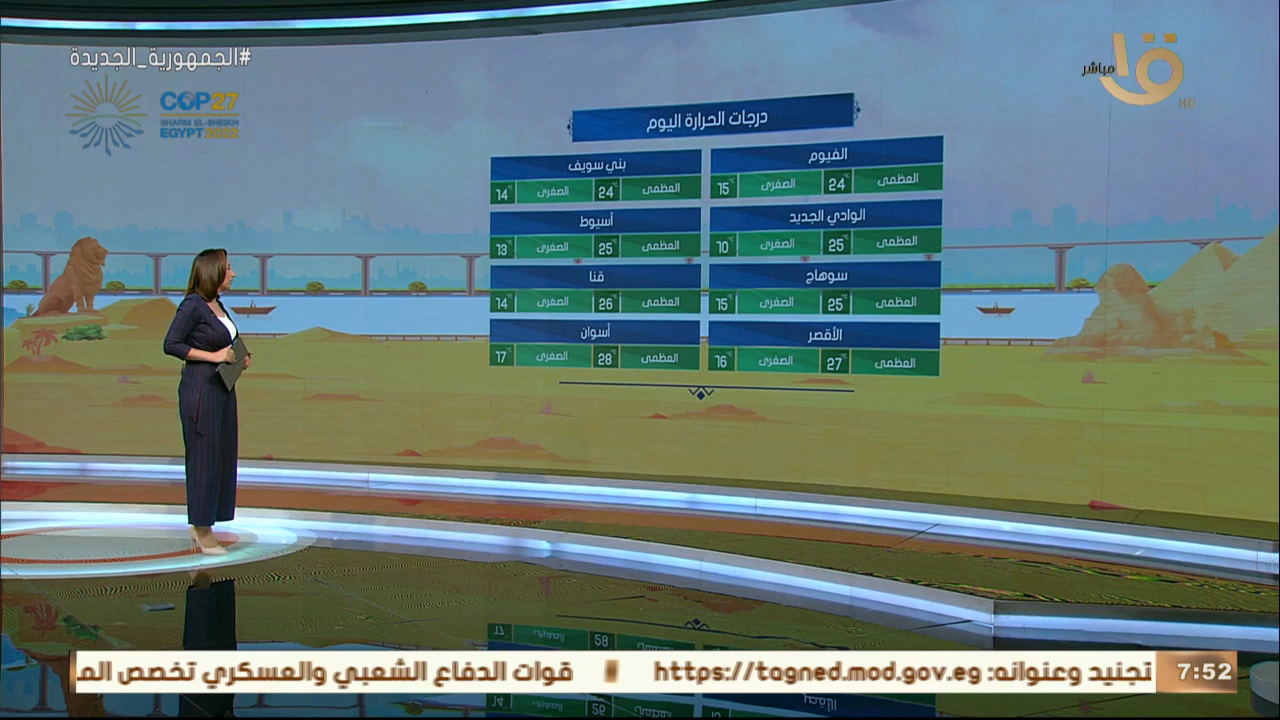 #الجمهورية_الجديدة
COP27
SHARM EL-SHEIKH
EGYPT 2022
مباشر
HD
درجات الحرارة اليوم
الفيوم
العظمى 24 الصغرى 15
بني سويف
العظمى 24 الصغرى 14
الوادي الجديد
العظمى 25 الصغرى 10
أسيوط
العظمى 25 الصغرى 13
سوهاج
العظمى 25 الصغرى 15
قنا
العظمى 26 الصغرى 14
الأقصر
العظمى 27 الصغرى 16
أسوان
العظمى 28 الصغرى 17
7:52
تجنيد وعنوانه: https://tagned.mod.gov.eg قوات الدفاع الشعبي والعسكري تخصص الم